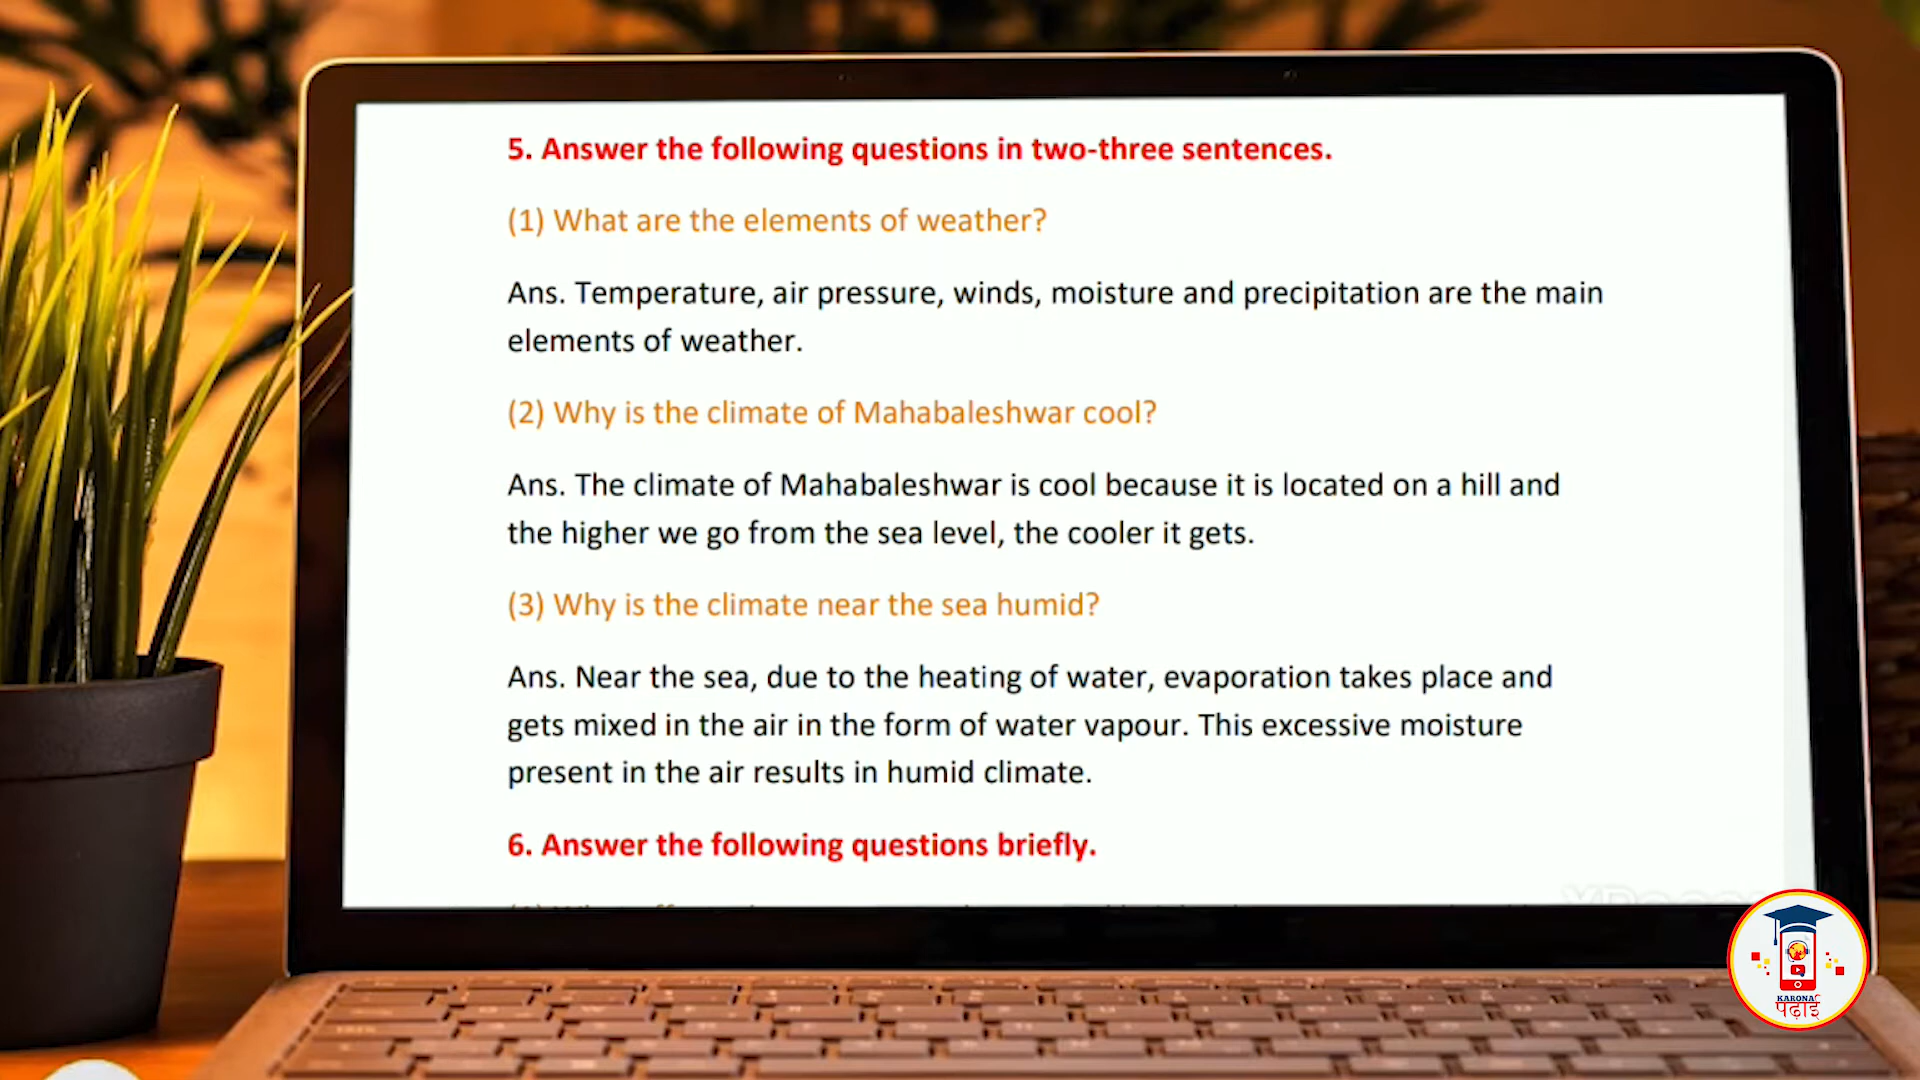 5. Answer the following questions in two-three sentences.
(1) What are the elements of weather?
Ans. Temperature, air pressure, winds, moisture and precipitation are the main
elements of weather.
(2) Why is the climate of Mahabaleshwar cool?
Ans. The climate of Mahabaleshwar is cool because it is located on a hill and
the higher we go from the sea level, the cooler it gets.
(3) Why is the climate near the sea humid?
Ans. Near the sea, due to the heating of water, evaporation takes place and
gets mixed in the air in the form of water vapour. This excessive moisture
present in the air results in humid climate.
6. Answer the following questions briefly.
KARONA
पढ़ाई